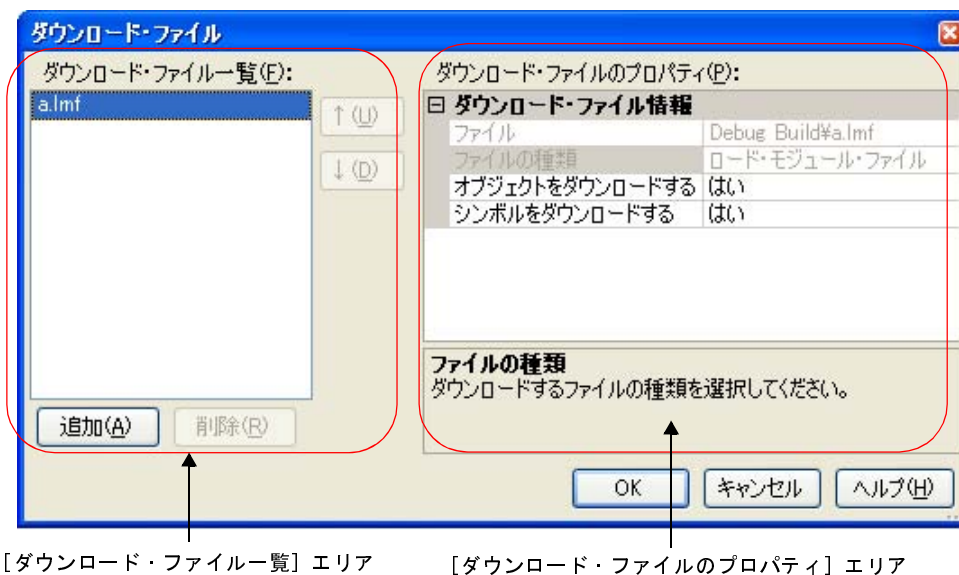 ダウンロード・ファイル
ダウンロード・ファイル一覧(F):
a.lmf
↑(U)
↓(D)
追加(A)
削除(R)
ダウンロード・ファイルのプロパティ(P):
ダウンロード・ファイル情報
ファイル Debug Build¥a.lmf
ファイルの種類 ロード・モジュール・ファイル
オブジェクトをダウンロードする はい
シンボルをダウンロードする はい
ファイルの種類
ダウンロードするファイルの種類を選択してください。
OK キャンセル ヘルプ(H)
[ダウンロード・ファイル一覧] エリア
[ダウンロード・ファイルのプロパティ] エリア